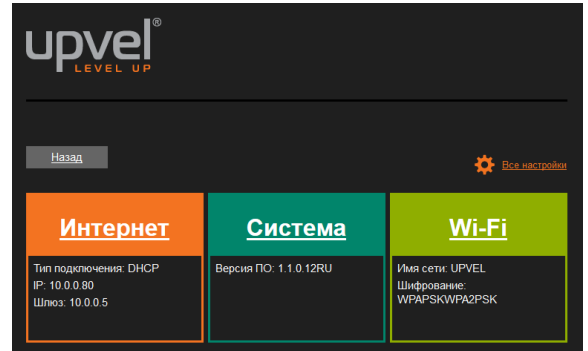 upvel®
LEVEL UP
Назад
Все настройки
Интернет
Система
Wi-Fi
Тип подключения: DHCP
IP: 10.0.0.80
Шлюз: 10.0.0.5
Версия ПО: 1.1.0.12RU
Имя сети: UPVEL
Шифрование:
WPAPSKWPA2PSK